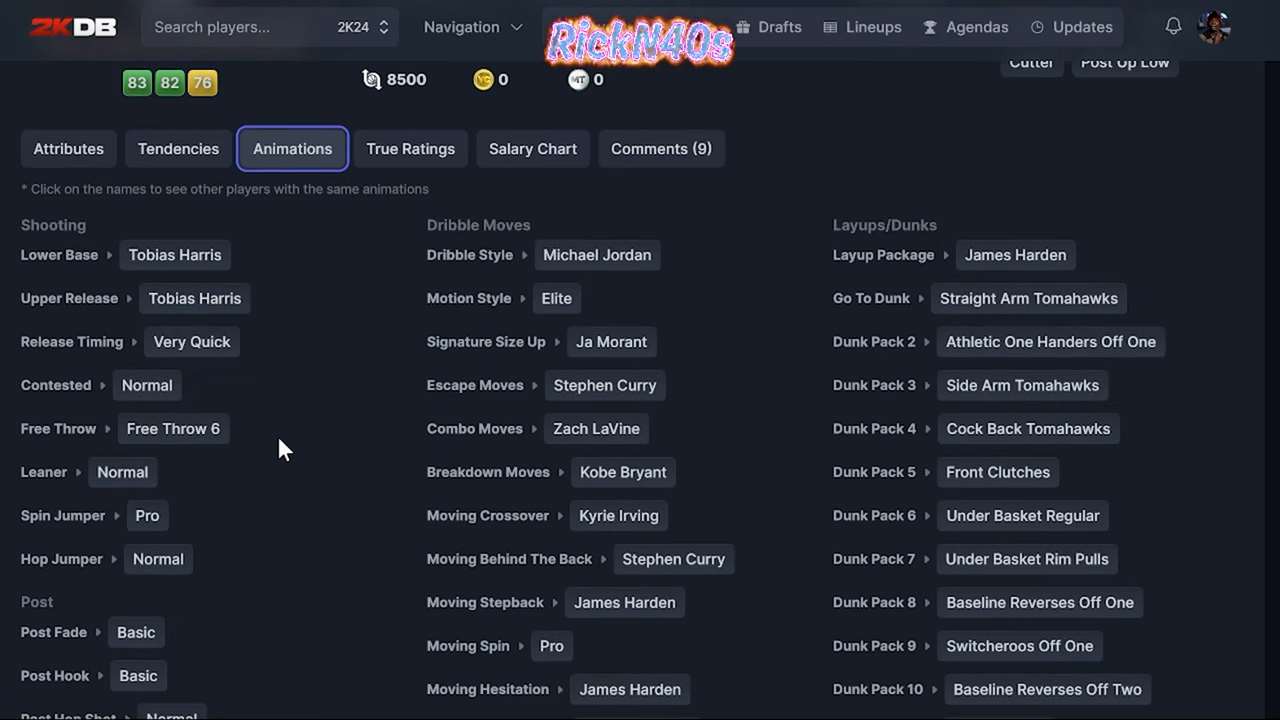 2KDB
Search players...
2K24
Navigation
RickN40s
Drafts
Lineups
Agendas
Updates
83 82 76
8500
VC 0
MT 0
Cutter
Post Up Low
Attributes
Tendencies
Animations
True Ratings
Salary Chart
Comments (9)
* Click on the names to see other players with the same animations
Shooting
Lower Base Tobias Harris
Upper Release Tobias Harris
Release Timing Very Quick
Contested Normal
Free Throw Free Throw 6
Leaner Normal
Spin Jumper Pro
Hop Jumper Normal
Post
Post Fade Basic
Post Hook Basic
Post Hop Shot Normal
Dribble Moves
Dribble Style Michael Jordan
Motion Style Elite
Signature Size Up Ja Morant
Escape Moves Stephen Curry
Combo Moves Zach LaVine
Breakdown Moves Kobe Bryant
Moving Crossover Kyrie Irving
Moving Behind The Back Stephen Curry
Moving Stepback James Harden
Moving Spin Pro
Moving Hesitation James Harden
Layups/Dunks
Layup Package James Harden
Go To Dunk Straight Arm Tomahawks
Dunk Pack 2 Athletic One Handers Off One
Dunk Pack 3 Side Arm Tomahawks
Dunk Pack 4 Cock Back Tomahawks
Dunk Pack 5 Front Clutches
Dunk Pack 6 Under Basket Regular
Dunk Pack 7 Under Basket Rim Pulls
Dunk Pack 8 Baseline Reverses Off One
Dunk Pack 9 Switcheroos Off One
Dunk Pack 10 Baseline Reverses Off Two